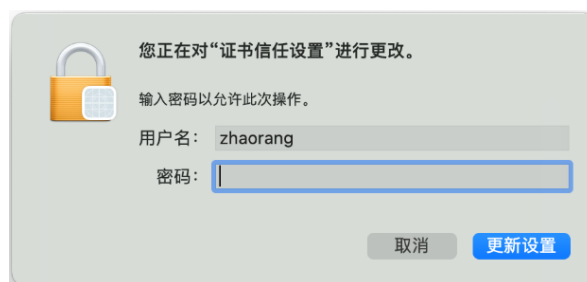 您正在对“证书信任设置”进行更改。
输入密码以允许此次操作。
用户名： zhaorang
密码：
取消 更新设置